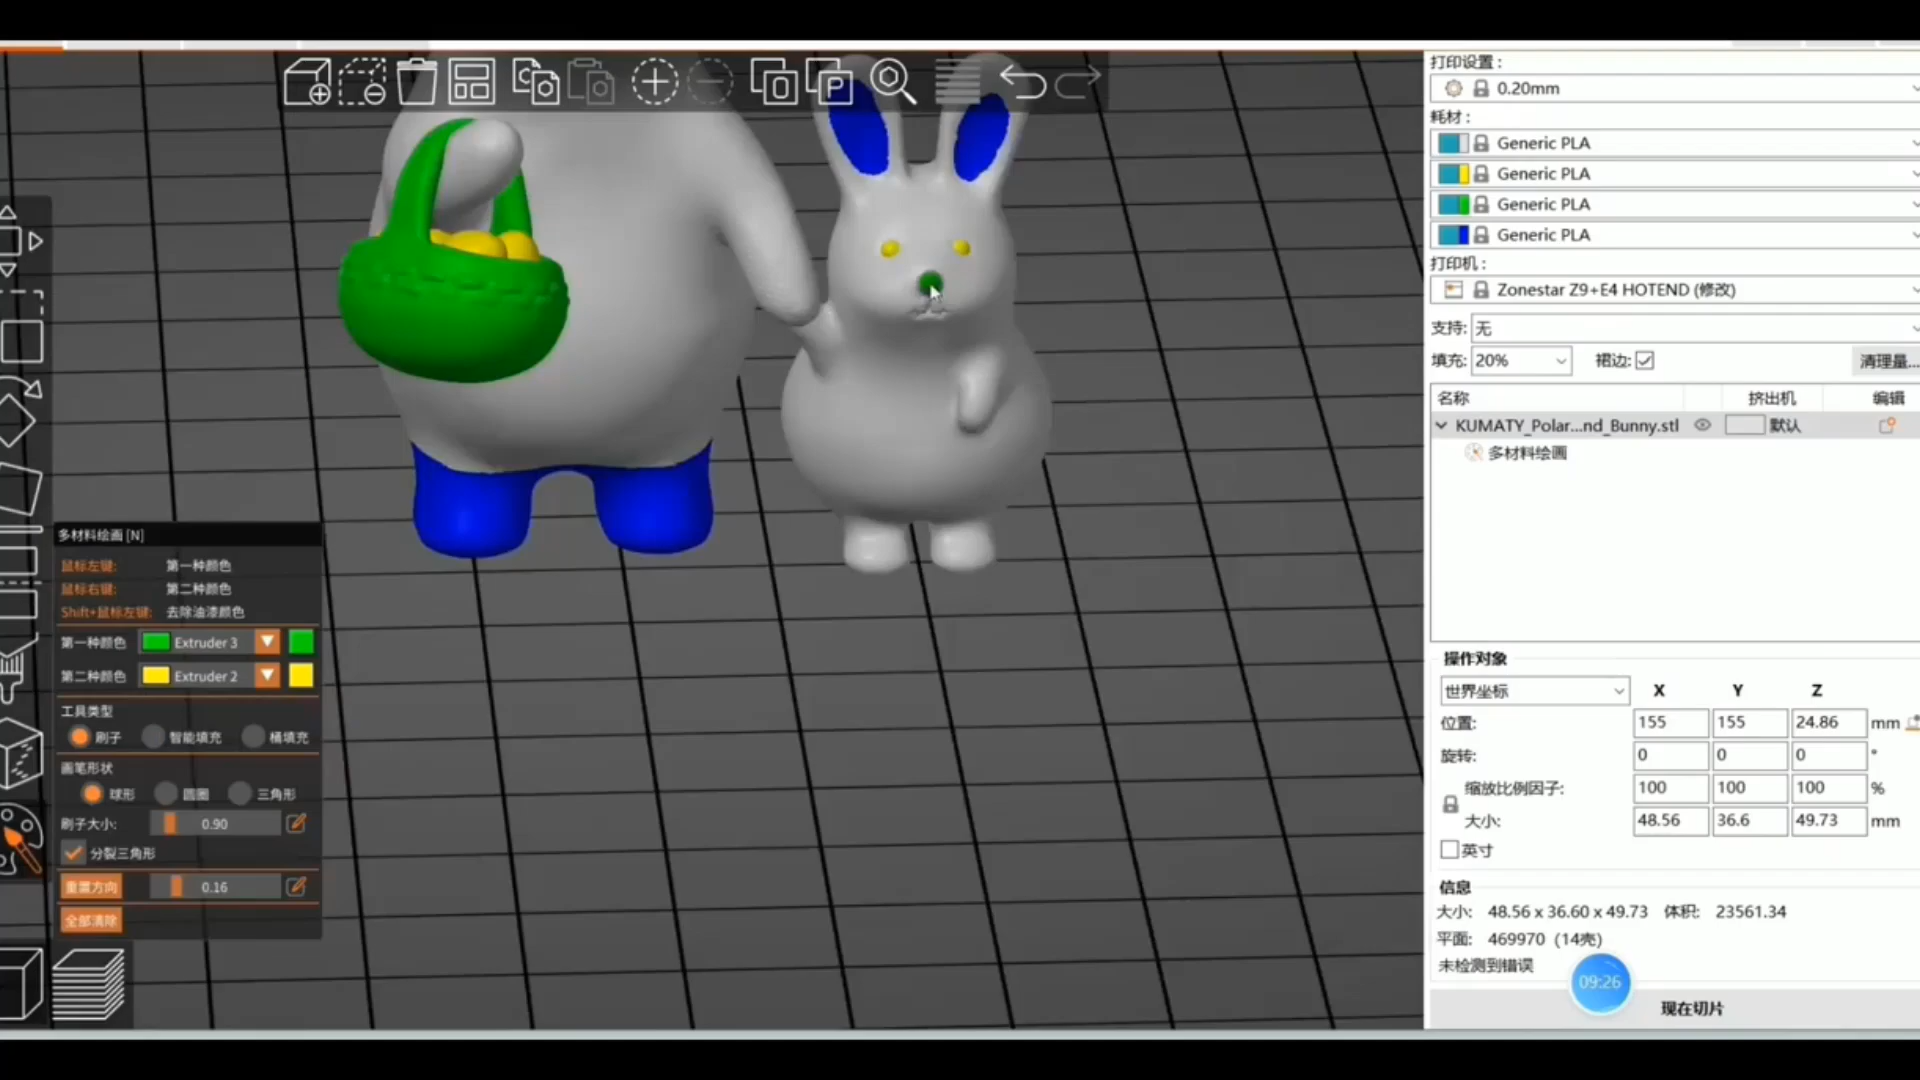 打印设置：
0.20mm
耗材：
Generic PLA
Generic PLA
Generic PLA
Generic PLA
打印机：
Zonestar Z9+E4 HOTEND (修改)
支持: 无
填充: 20% 裙边: 清理量...
名称 挤出机 编辑
KUMATY_Polar...nd_Bunny.stl 默认
多材料绘画
操作对象
世界坐标 X Y Z
位置: 155 155 24.86 mm
旋转: 0 0 0 °
缩放比例因子: 100 100 100 %
大小: 48.56 36.6 49.73 mm
英寸
信息
大小: 48.56 x 36.60 x 49.73 体积: 23561.34
平面: 469970 (14壳)
未检测到错误
09:26
现在切片
多材料绘画 [N]
鼠标左键: 第一种颜色
鼠标右键: 第二种颜色
Shift+鼠标左键: 去除油漆颜色
第一种颜色 Extruder 3
第二种颜色 Extruder 2
工具类型
刷子 智能填充 桶填充
画笔形状
球形 圆圈 三角形
刷子大小: 0.90
分裂三角形
重置方向 0.16
全部清除